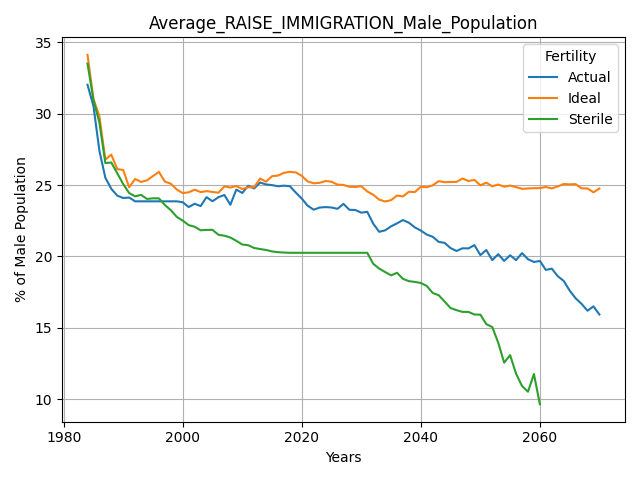 Average_RAISE_IMMIGRATION_Male_Population
35
30
25
20
15
10
% of Male Population
Fertility
Actual
Ideal
Sterile
1980 2000 2020 2040 2060
Years